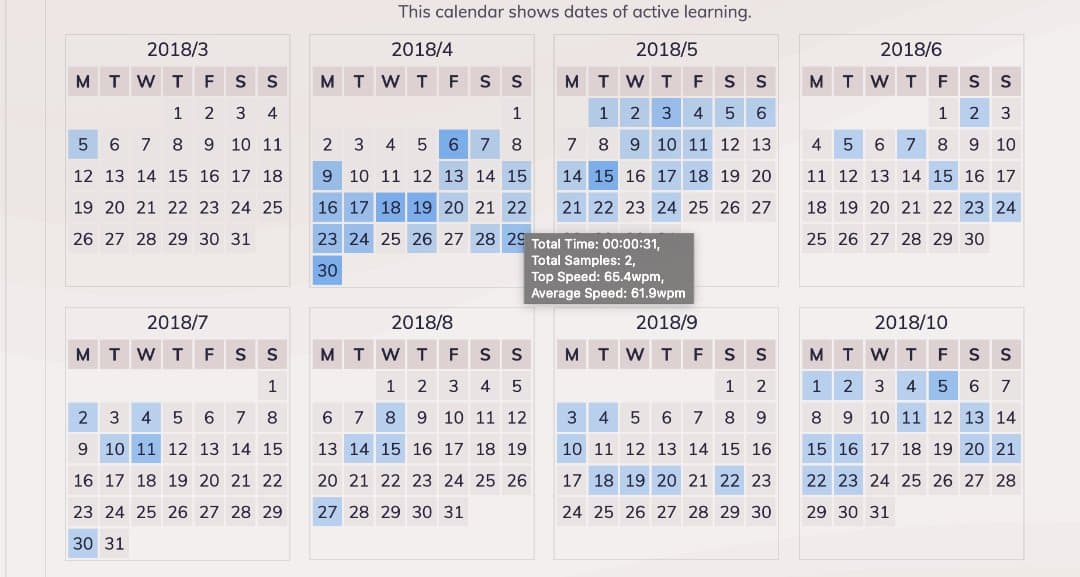 This calendar shows dates of active learning.
2018/3 2018/4 2018/5 2018/6
M T W T F S S M T W T F S S M T W T F S S M T W T F S S
1 2 3 4 1 1 2 3 4 5 6 1 2 3
5 6 7 8 9 10 11 2 3 4 5 6 7 8 7 8 9 10 11 12 13 4 5 6 7 8 9 10
12 13 14 15 16 17 18 9 10 11 12 13 14 15 14 15 16 17 18 19 20 11 12 13 14 15 16 17
19 20 21 22 23 24 25 16 17 18 19 20 21 22 21 22 23 24 25 26 27 18 19 20 21 22 23 24
26 27 28 29 30 31 23 24 25 26 27 28 29 25 26 27 28 29 30
30
Total Time: 00:00:31,
Total Samples: 2,
Top Speed: 65.4wpm,
Average Speed: 61.9wpm
2018/7 2018/8 2018/9 2018/10
M T W T F S S M T W T F S S M T W T F S S M T W T F S S
1 1 2 3 4 5 1 2 1 2 3 4 5 6 7
2 3 4 5 6 7 8 6 7 8 9 10 11 12 3 4 5 6 7 8 9 8 9 10 11 12 13 14
9 10 11 12 13 14 15 13 14 15 16 17 18 19 10 11 12 13 14 15 16 15 16 17 18 19 20 21
16 17 18 19 20 21 22 20 21 22 23 24 25 26 17 18 19 20 21 22 23 22 23 24 25 26 27 28
23 24 25 26 27 28 29 27 28 29 30 31 24 25 26 27 28 29 30 29 30 31
30 31